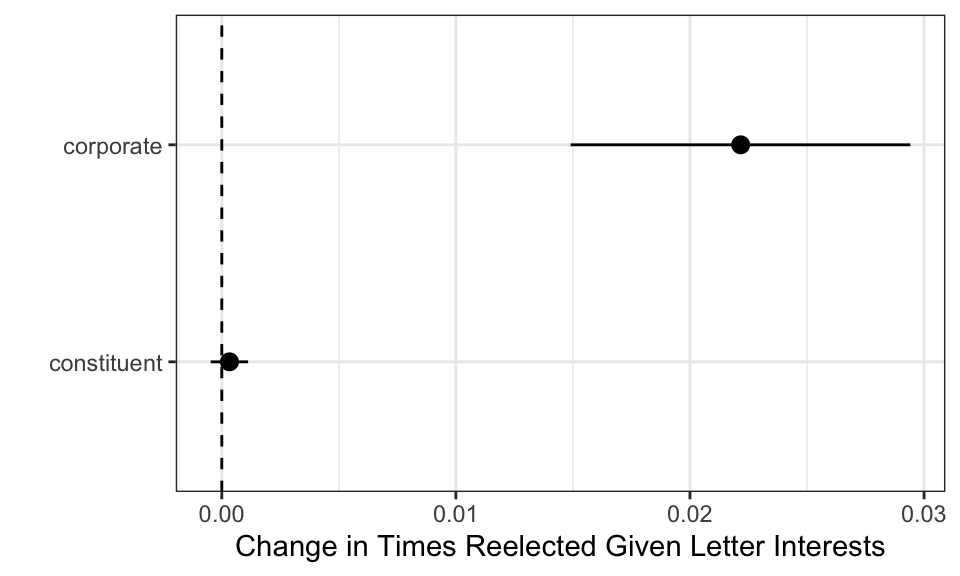 corporate
constituent
0.00 0.01 0.02 0.03
Change in Times Reelected Given Letter Interests